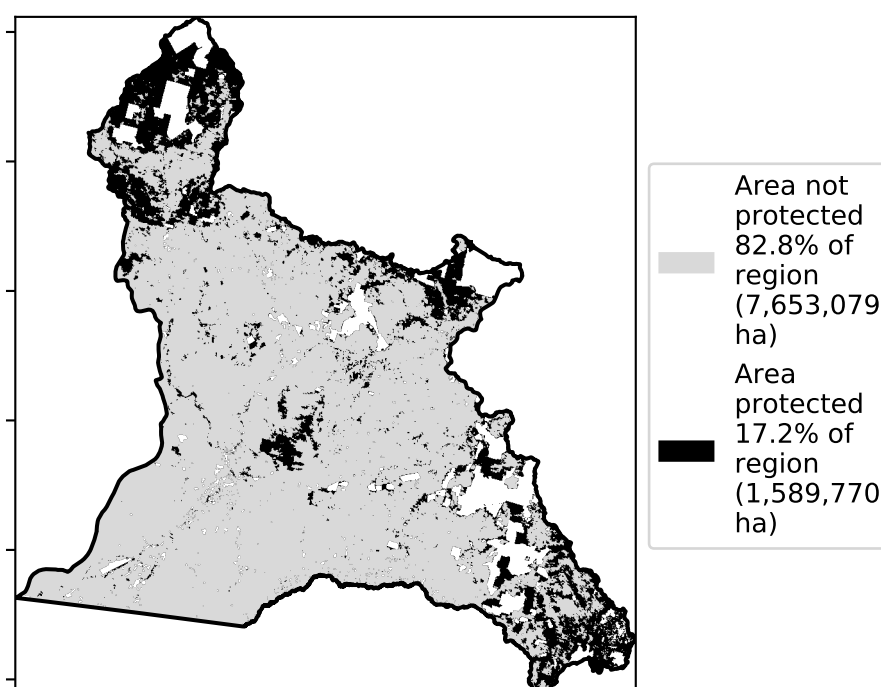 Area not
protected
82.8% of
region
(7,653,079
ha)
Area
protected
17.2% of
region
(1,589,770
ha)